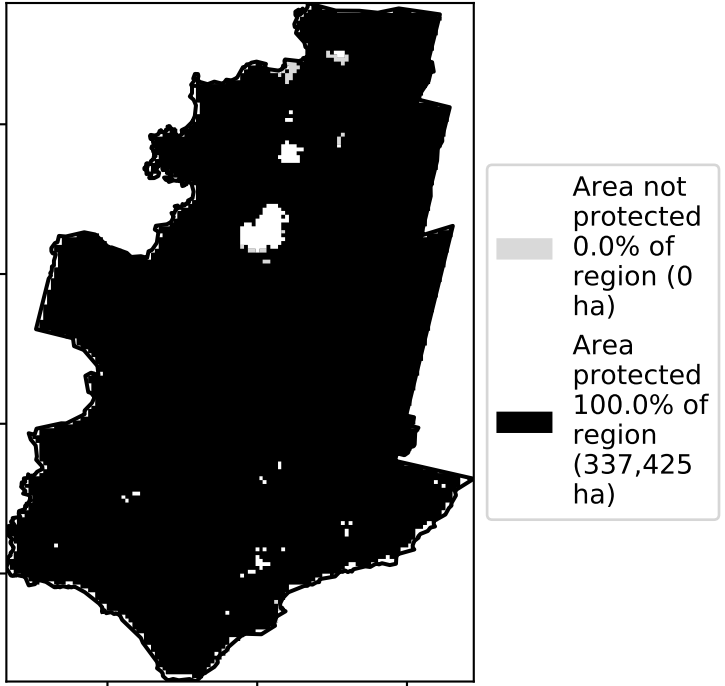 Area not
protected
0.0% of
region (0
ha)
Area
protected
100.0% of
region
(337,425
ha)